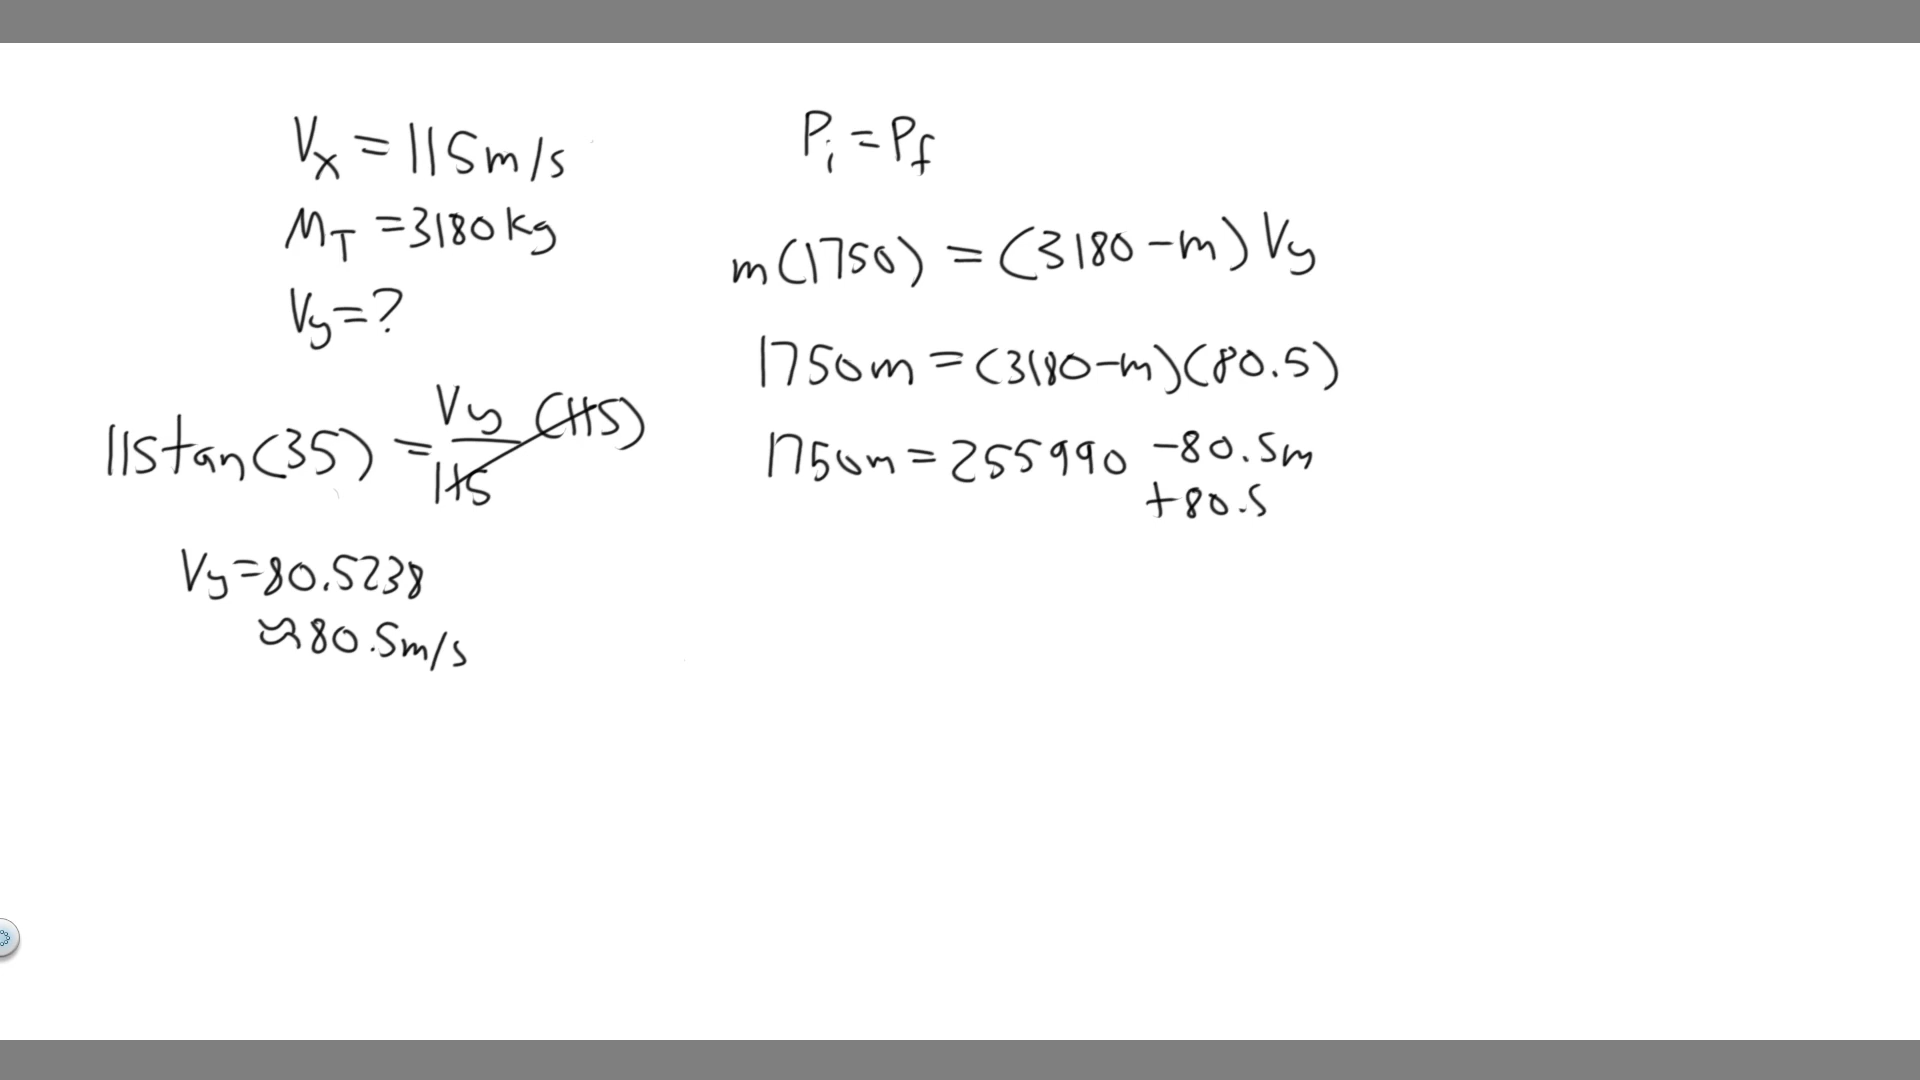 Vx = 115m/s
MT = 3180kg
Vy = ?
115tan(35) = Vy/115 (115)
Vy = 80.5238
≈ 80.5m/s
Pi = Pf
m(1750) = (3180-m)Vy
1750m = (3180-m)(80.5)
1750m = 255990 -80.5m
+80.5